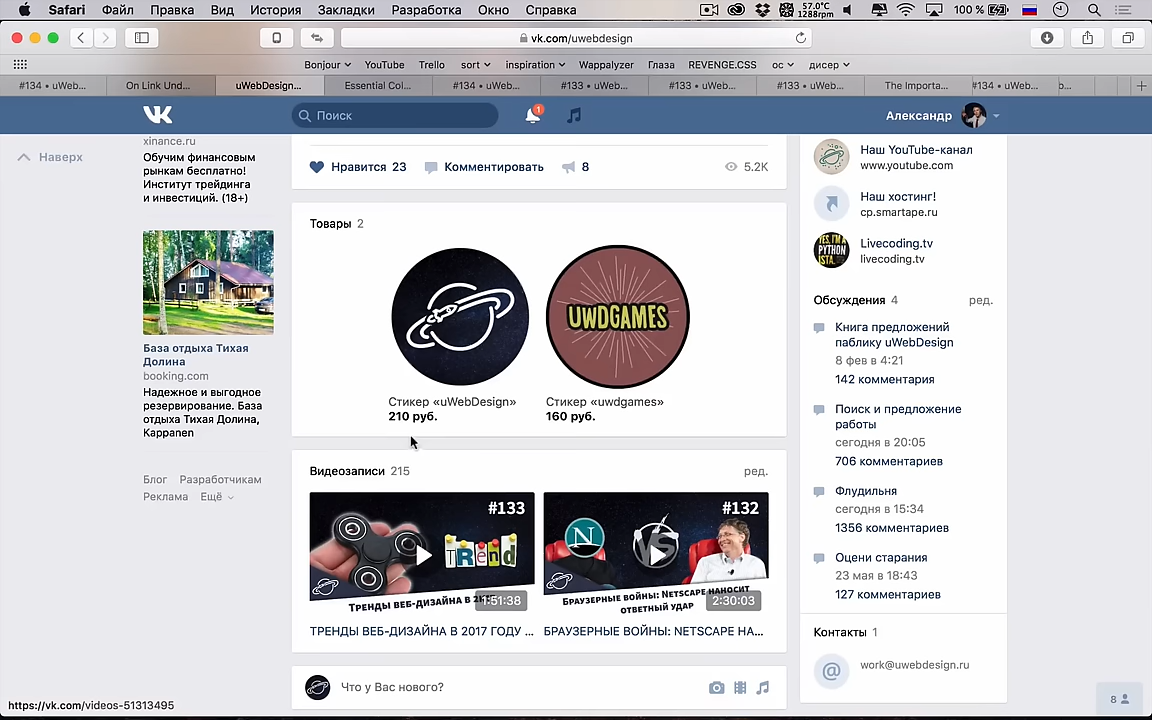 Safari Файл Правка Вид История Закладки Разработка Окно Справка
57.0°C
1288rpm
100 %
vk.com/uwebdesign
Bonjour YouTube Trello sort inspiration Wappalyzer Глаза REVENGE.CSS ос дисер
#134 – uWeb... On Link Und... uWebDesign... Essential Col... #134 – uWeb... #133 – uWeb... #133 – uWeb... #133 – uWeb... The Importa... #134 – uWe... b...
Поиск
1
Александр
Наверх
xinance.ru
Обучим финансовым
рынкам бесплатно!
Институт трейдинга
и инвестиций. (18+)
База отдыха Тихая
Долина
booking.com
Надежное и выгодное
резервирование. База
отдыха Тихая Долина,
Kappanen
Блог Разработчикам
Реклама Ещё
Нравится 23 Комментировать 8 5.2K
Товары 2
UWDGAMES
Стикер «uWebDesign»
210 руб.
Стикер «uwdgames»
160 руб.
Видеозаписи 215 ред.
#133
TREND
ТРЕНДЫ ВЕБ-ДИЗАЙНА В
1:51:38
ТРЕНДЫ ВЕБ-ДИЗАЙНА В 2017 ГОДУ ...
#132
N
VS
БРАУЗЕРНЫЕ ВОЙНЫ: NETSCAPE НАНОСИТ
ОТВЕТНЫЙ УДАР
2:30:03
БРАУЗЕРНЫЕ ВОЙНЫ: NETSCAPE НА...
Что у Вас нового?
Наш YouTube-канал
www.youtube.com
Наш хостинг!
cp.smartape.ru
YES, I'M A
PYTHON
ISTA.
Livecoding.tv
livecoding.tv
Обсуждения 4 ред.
Книга предложений
паблику uWebDesign
8 фев в 4:21
142 комментария
Поиск и предложение
работы
сегодня в 20:05
706 комментариев
Флудильня
сегодня в 15:34
1356 комментариев
Оцени старания
23 мая в 18:43
127 комментариев
Контакты 1
@
work@uwebdesign.ru
8
https://vk.com/videos-51313495